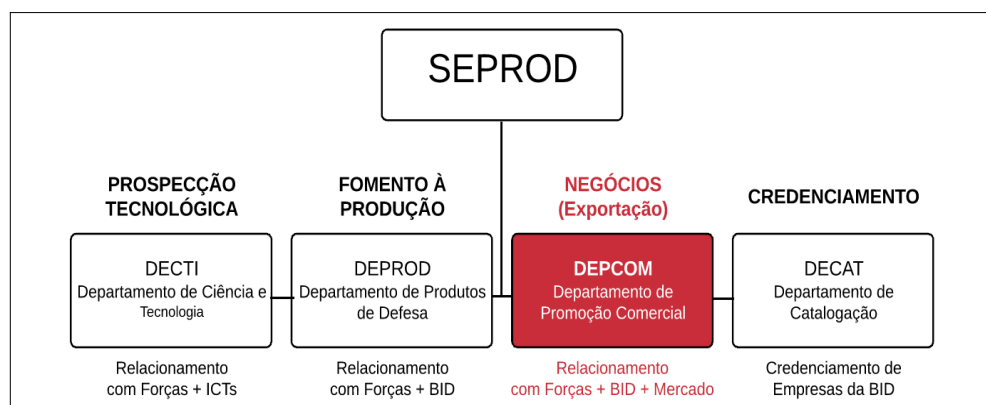 SEPROD
PROSPECÇÃO
TECNOLÓGICA
FOMENTO À
PRODUÇÃO
NEGÓCIOS
(Exportação)
CREDENCIAMENTO
DECTI
Departamento de Ciência e
Tecnologia
DEPROD
Departamento de Produtos
de Defesa
DEPCOM
Departamento de
Promoção Comercial
DECAT
Departamento de
Catalogação
Relacionamento
com Forças + ICTs
Relacionamento
com Forças + BID
Relacionamento
com Forças + BID + Mercado
Credenciamento de
Empresas da BID